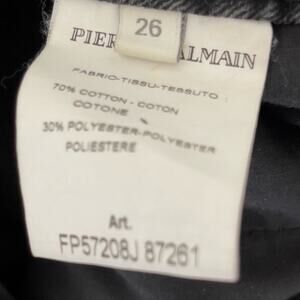 26
PIER ALMAIN
FABRIC-TISSU-TESSUTO :
70% COTTON - COTON
COTONE
30% POLYESTER-POLYESTER
POLIESTERE
Art.
FP57208J 87261